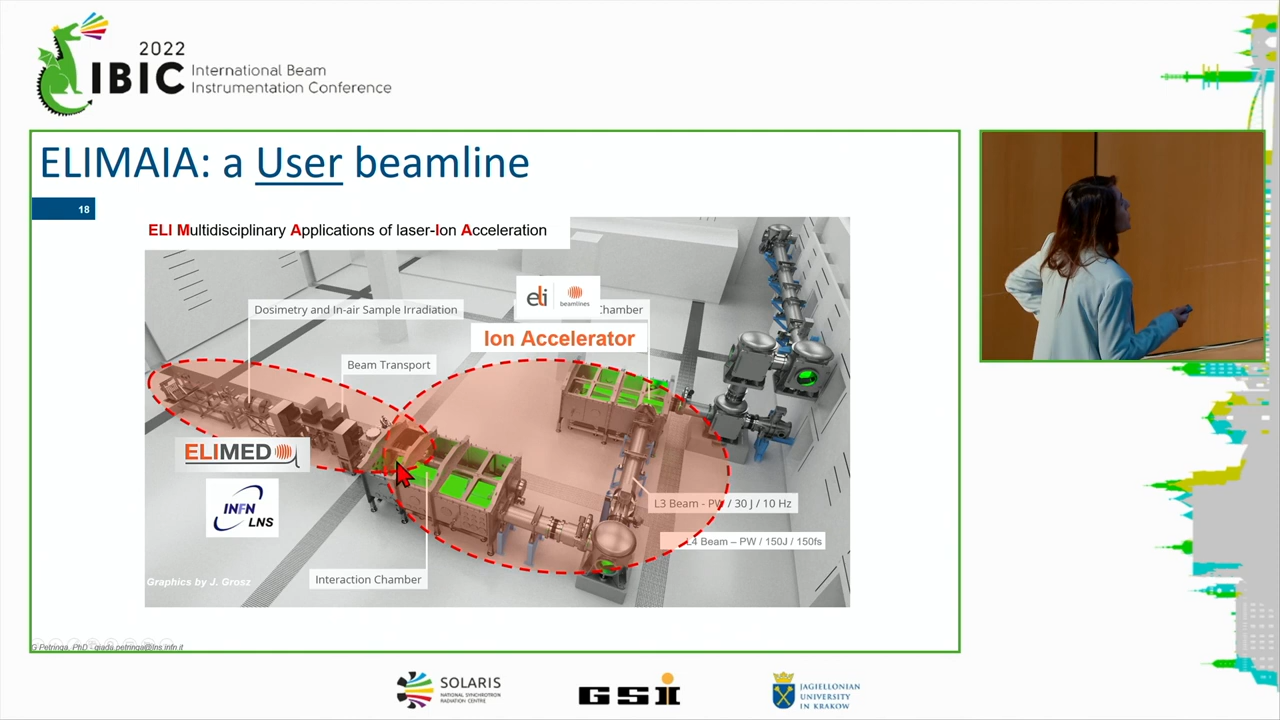 2022
IBIC International Beam
Instrumentation Conference
ELIMAIA: a User beamline
18
ELI Multidisciplinary Applications of laser-Ion Acceleration
eli beamlines
Dosimetry and In-air Sample Irradiation
Chamber
Ion Accelerator
Beam Transport
ELIMED
INFN
LNS
L3 Beam - PW / 30 J / 10 Hz
L4 Beam – PW / 150J / 150fs
Interaction Chamber
Graphics by J. Grosz
G Petringa, PhD - giada.petringa@lns.infn.it
SOLARIS
NATIONAL SYNCHROTRON
RADIATION CENTRE
GSI
JAGIELLONIAN
UNIVERSITY
IN KRAKOW